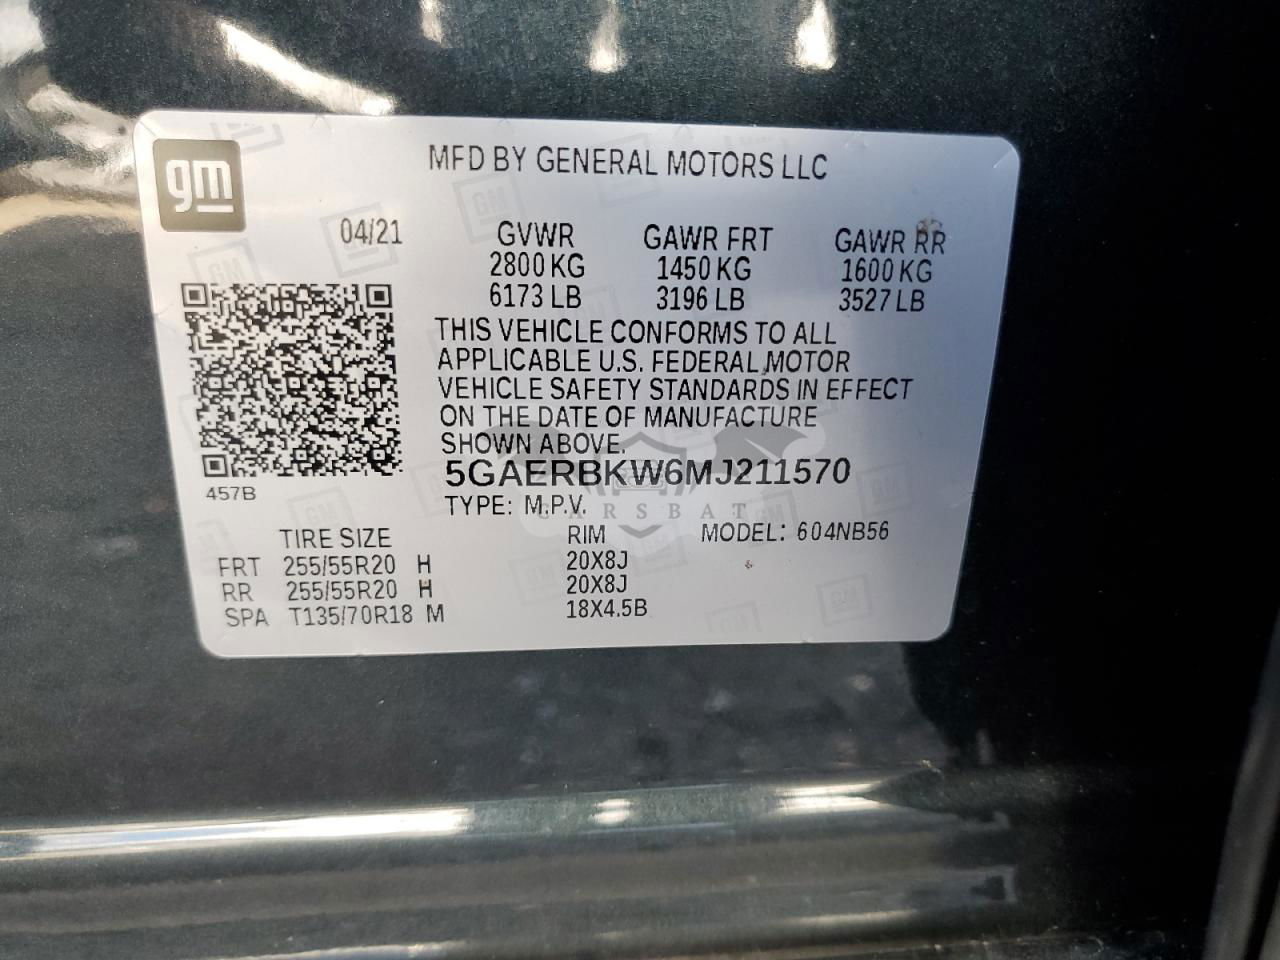 gm
MFD BY GENERAL MOTORS LLC
04/21 GVWR GAWR FRT GAWR RR
2800 KG 1450 KG 1600 KG
6173 LB 3196 LB 3527 LB
THIS VEHICLE CONFORMS TO ALL
APPLICABLE U.S. FEDERAL MOTOR
VEHICLE SAFETY STANDARDS IN EFFECT
ON THE DATE OF MANUFACTURE
SHOWN ABOVE.
5GAERBKW6MJ211570
457B
TYPE: M.P.V.
CARSBAT
TIRE SIZE RIM MODEL: 604NB56
FRT 255/55R20 H 20X8J
RR 255/55R20 H 20X8J
SPA T135/70R18 M 18X4.5B